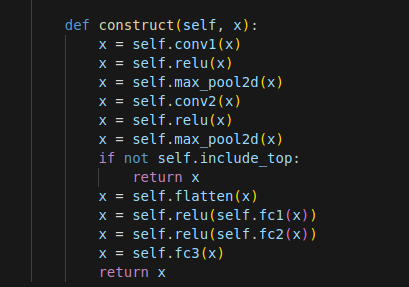 def construct(self, x):
    x = self.conv1(x)
    x = self.relu(x)
    x = self.max_pool2d(x)
    x = self.conv2(x)
    x = self.relu(x)
    x = self.max_pool2d(x)
    if not self.include_top:
        return x
    x = self.flatten(x)
    x = self.relu(self.fc1(x))
    x = self.relu(self.fc2(x))
    x = self.fc3(x)
    return x